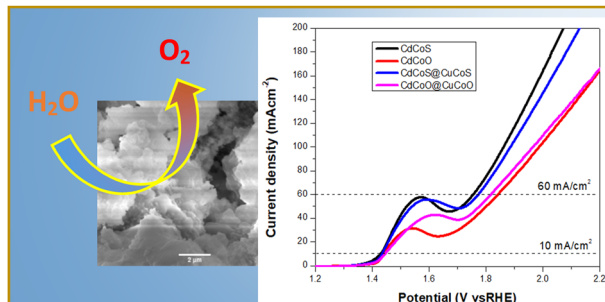 O₂
H₂O
2 μm
Current density (mAcm⁻²)
200
180
160
140
120
100
80
60
40
20
0
CdCoS
CdCoO
CdCoS@CuCoS
CdCoO@CuCoO
60 mA/cm²
10 mA/cm²
1.2 1.4 1.6 1.8 2.0 2.2
Potential (V vsRHE)